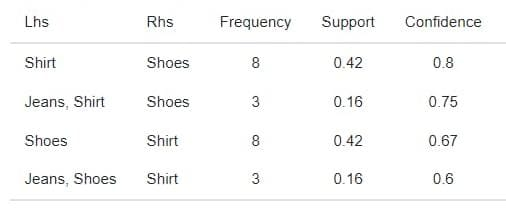 Lhs Rhs Frequency Support Confidence
Shirt Shoes 8 0.42 0.8
Jeans, Shirt Shoes 3 0.16 0.75
Shoes Shirt 8 0.42 0.67
Jeans, Shoes Shirt 3 0.16 0.6